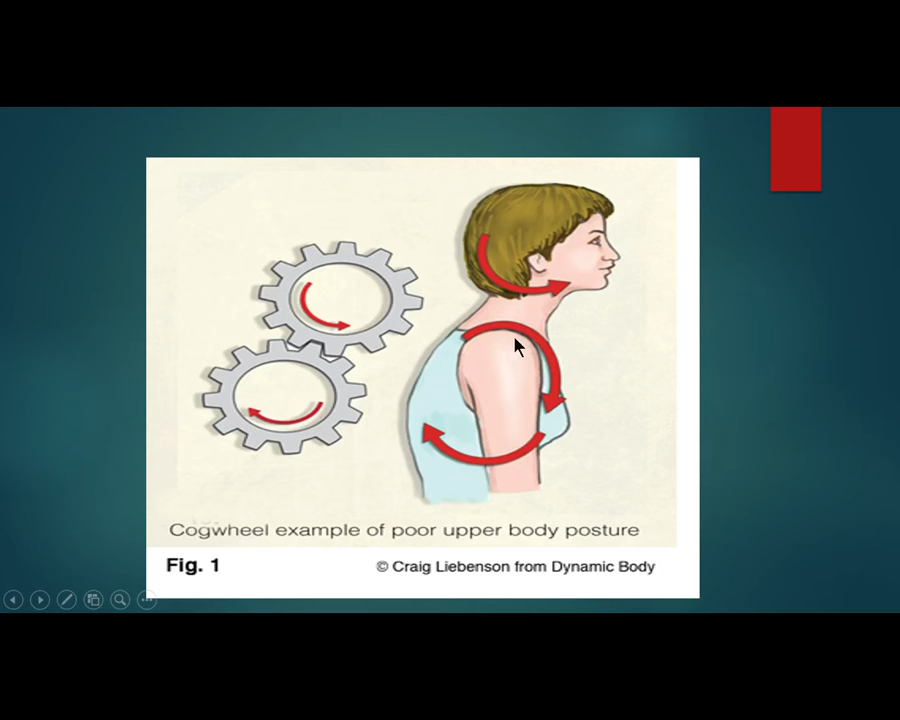 Cogwheel example of poor upper body posture
Fig. 1
© Craig Liebenson from Dynamic Body